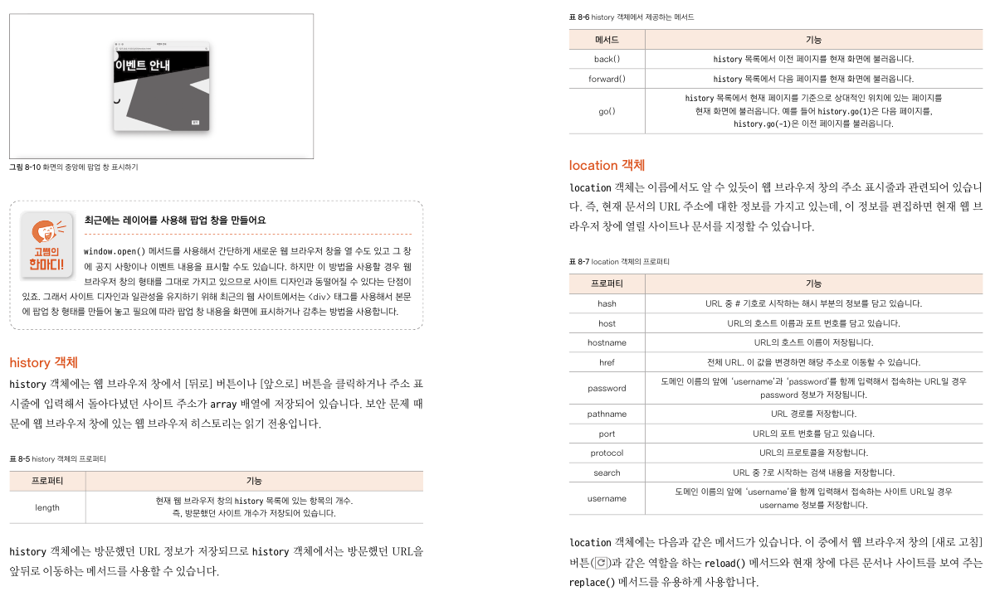 이벤트 안내
그림 8-10 화면의 중앙에 팝업 창 표시하기
고쌤의
한마디!
최근에는 레이어를 사용해 팝업 창을 만들어요
window.open() 메서드를 사용해서 간단하게 새로운 웹 브라우저 창을 열 수도 있고 그 창
에 공지 사항이나 이벤트 내용을 표시할 수도 있습니다. 하지만 이 방법을 사용할 경우 웹
브라우저 창의 형태를 그대로 가지고 있으므로 사이트 디자인과 동떨어질 수 있다는 단점이
있죠. 그래서 사이트 디자인과 일관성을 유지하기 위해 최근의 웹 사이트에서는 <div> 태그를 사용해서 본문
에 팝업 창 형태를 만들어 놓고 필요에 따라 팝업 창 내용을 화면에 표시하거나 감추는 방법을 사용합니다.
history 객체
history 객체에는 웹 브라우저 창에서 [뒤로] 버튼이나 [앞으로] 버튼을 클릭하거나 주소 표
시줄에 입력해서 돌아다녔던 사이트 주소가 array 배열에 저장되어 있습니다. 보안 문제 때
문에 웹 브라우저 창에 있는 웹 브라우저 히스토리는 읽기 전용입니다.
표 8-5 history 객체의 프로퍼티
프로퍼티 기능
length 현재 웹 브라우저 창의 history 목록에 있는 항목의 개수.
즉, 방문했던 사이트 개수가 저장되어 있습니다.
history 객체에는 방문했던 URL 정보가 저장되므로 history 객체에서는 방문했던 URL을
앞뒤로 이동하는 메서드를 사용할 수 있습니다.
표 8-6 history 객체에서 제공하는 메서드
메서드 기능
back() history 목록에서 이전 페이지를 현재 화면에 불러옵니다.
forward() history 목록에서 다음 페이지를 현재 화면에 불러옵니다.
go() history 목록에서 현재 페이지를 기준으로 상대적인 위치에 있는 페이지를
현재 화면에 불러옵니다. 예를 들어 history.go(1)은 다음 페이지를,
history.go(-1)은 이전 페이지를 불러옵니다.
location 객체
location 객체는 이름에서도 알 수 있듯이 웹 브라우저 창의 주소 표시줄과 관련되어 있습니
다. 즉, 현재 문서의 URL 주소에 대한 정보를 가지고 있는데, 이 정보를 편집하면 현재 웹 브
라우저 창에 열릴 사이트나 문서를 지정할 수 있습니다.
표 8-7 location 객체의 프로퍼티
프로퍼티 기능
hash URL 중 # 기호로 시작하는 해시 부분의 정보를 담고 있습니다.
host URL의 호스트 이름과 포트 번호를 담고 있습니다.
hostname URL의 호스트 이름이 저장됩니다.
href 전체 URL. 이 값을 변경하면 해당 주소로 이동할 수 있습니다.
password 도메인 이름의 앞에 ‘username’과 ‘password’를 함께 입력해서 접속하는 URL일 경우
password 정보가 저장됩니다.
pathname URL 경로를 저장합니다.
port URL의 포트 번호를 담고 있습니다.
protocol URL의 프로토콜을 저장합니다.
search URL 중 ?로 시작하는 검색 내용을 저장합니다.
username 도메인 이름의 앞에 ‘username’을 함께 입력해서 접속하는 사이트 URL일 경우
username 정보를 저장합니다.
location 객체에는 다음과 같은 메서드가 있습니다. 이 중에서 웹 브라우저 창의 [새로 고침]
버튼( )과 같은 역할을 하는 reload() 메서드와 현재 창에 다른 문서나 사이트를 보여 주는
replace() 메서드를 유용하게 사용합니다.